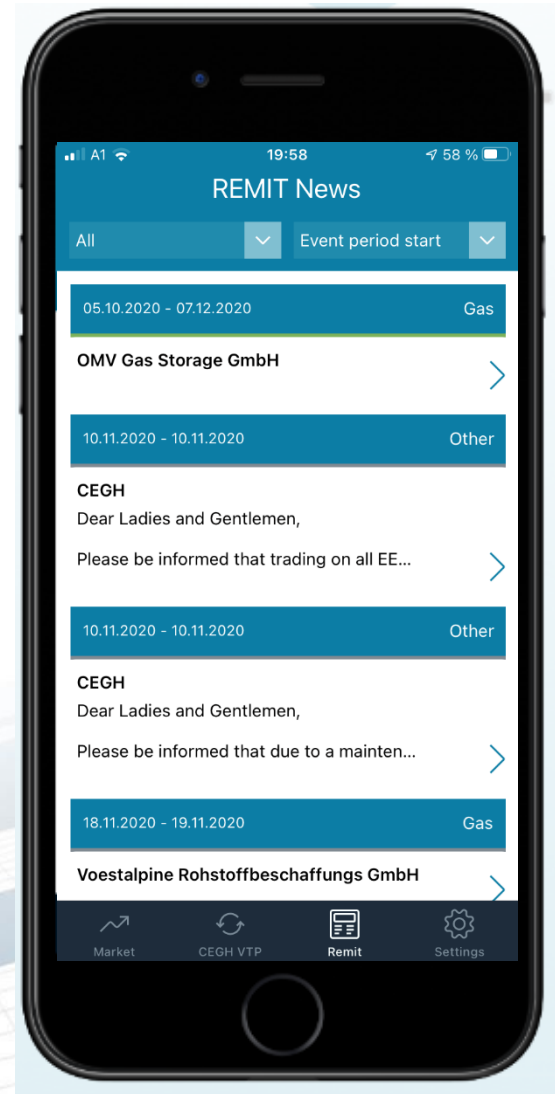 A1 19:58 58 %
REMIT News
All Event period start
05.10.2020 - 07.12.2020 Gas
OMV Gas Storage GmbH
10.11.2020 - 10.11.2020 Other
CEGH
Dear Ladies and Gentlemen,
Please be informed that trading on all EE...
10.11.2020 - 10.11.2020 Other
CEGH
Dear Ladies and Gentlemen,
Please be informed that due to a mainten...
18.11.2020 - 19.11.2020 Gas
Voestalpine Rohstoffbeschaffungs GmbH
Market CEGH VTP Remit Settings